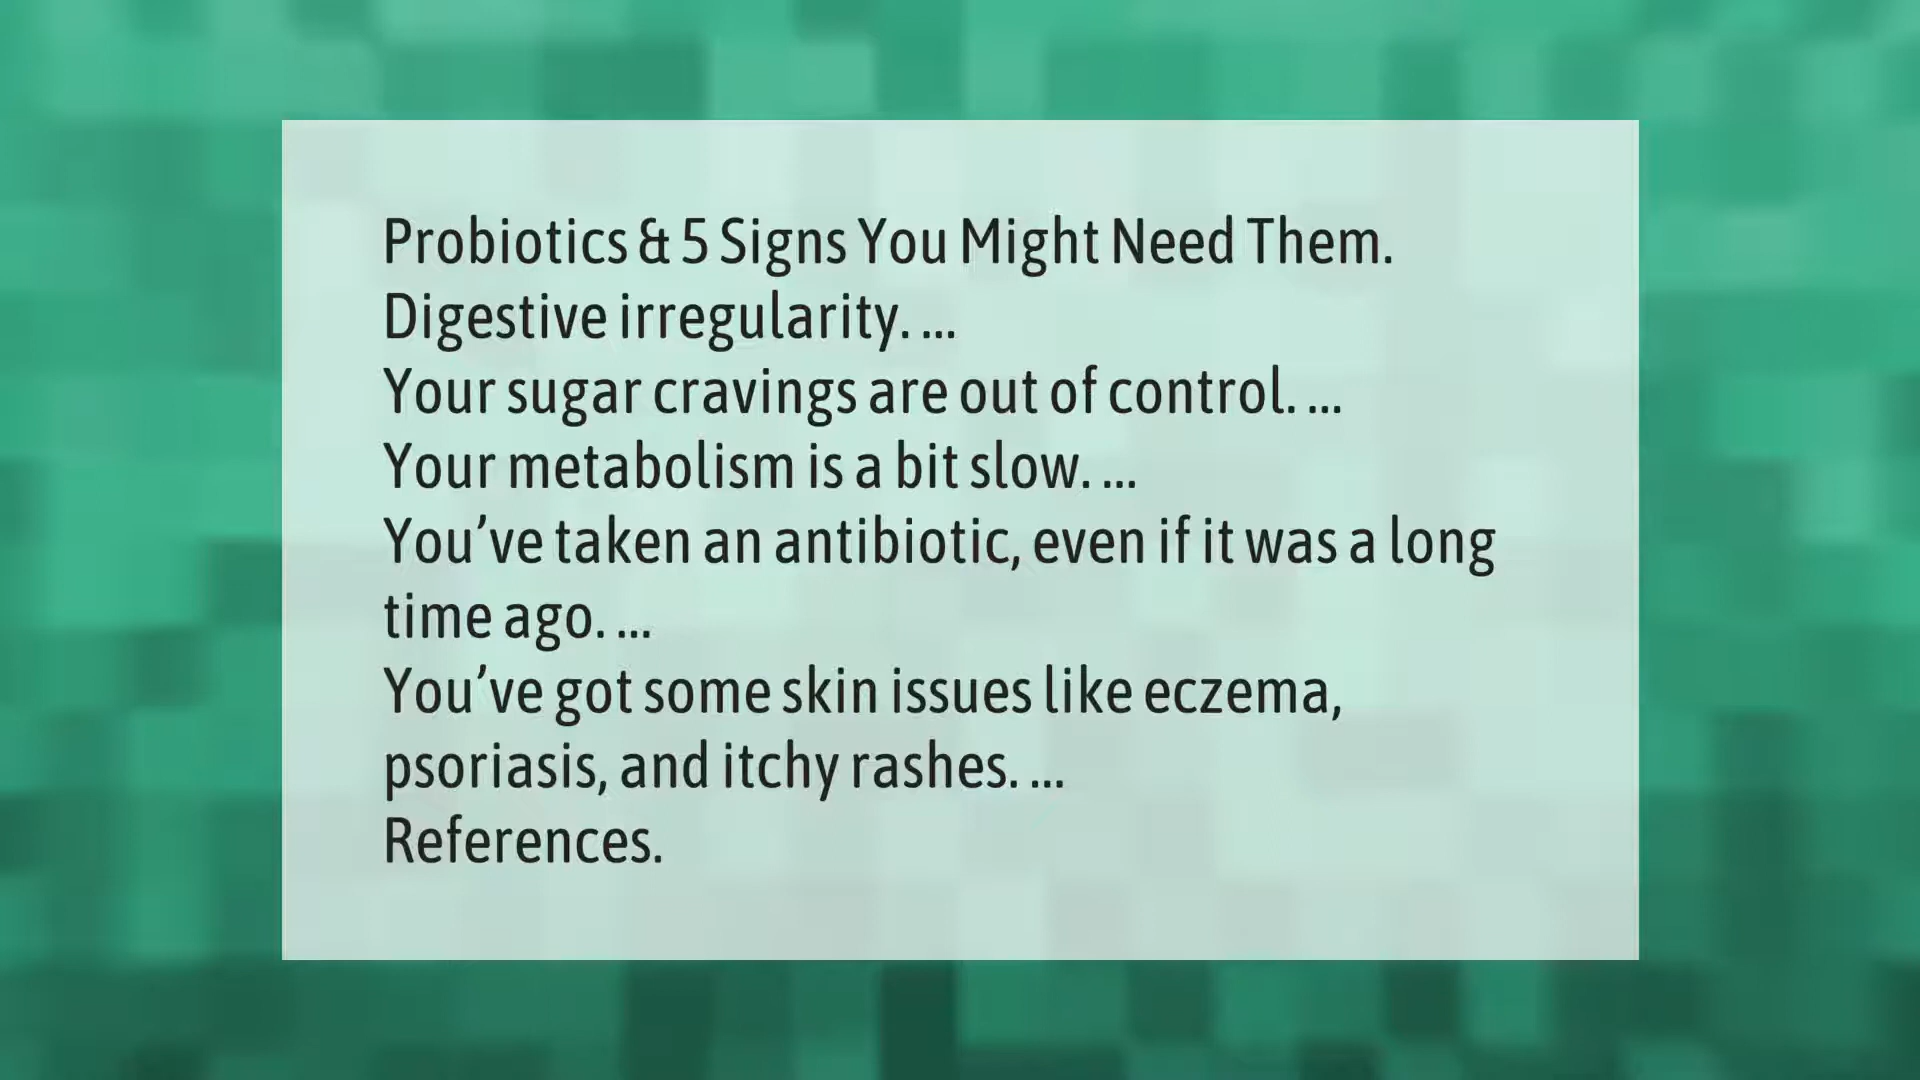 Probiotics & 5 Signs You Might Need Them.
Digestive irregularity. ...
Your sugar cravings are out of control. ...
Your metabolism is a bit slow. ...
You’ve taken an antibiotic, even if it was a long
time ago. ...
You’ve got some skin issues like eczema,
psoriasis, and itchy rashes. ...
References.